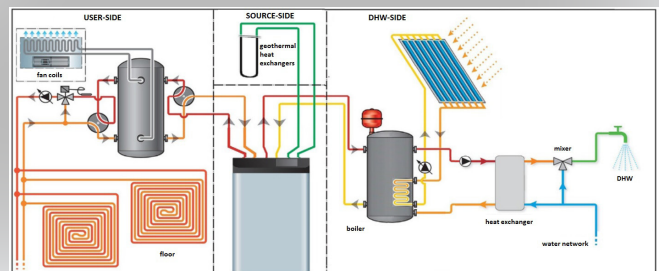 USER-SIDE
SOURCE-SIDE
DHW-SIDE
fan coils
geothermal
heat
exchangers
mixer
DHW
boiler
heat exchanger
water network
floor